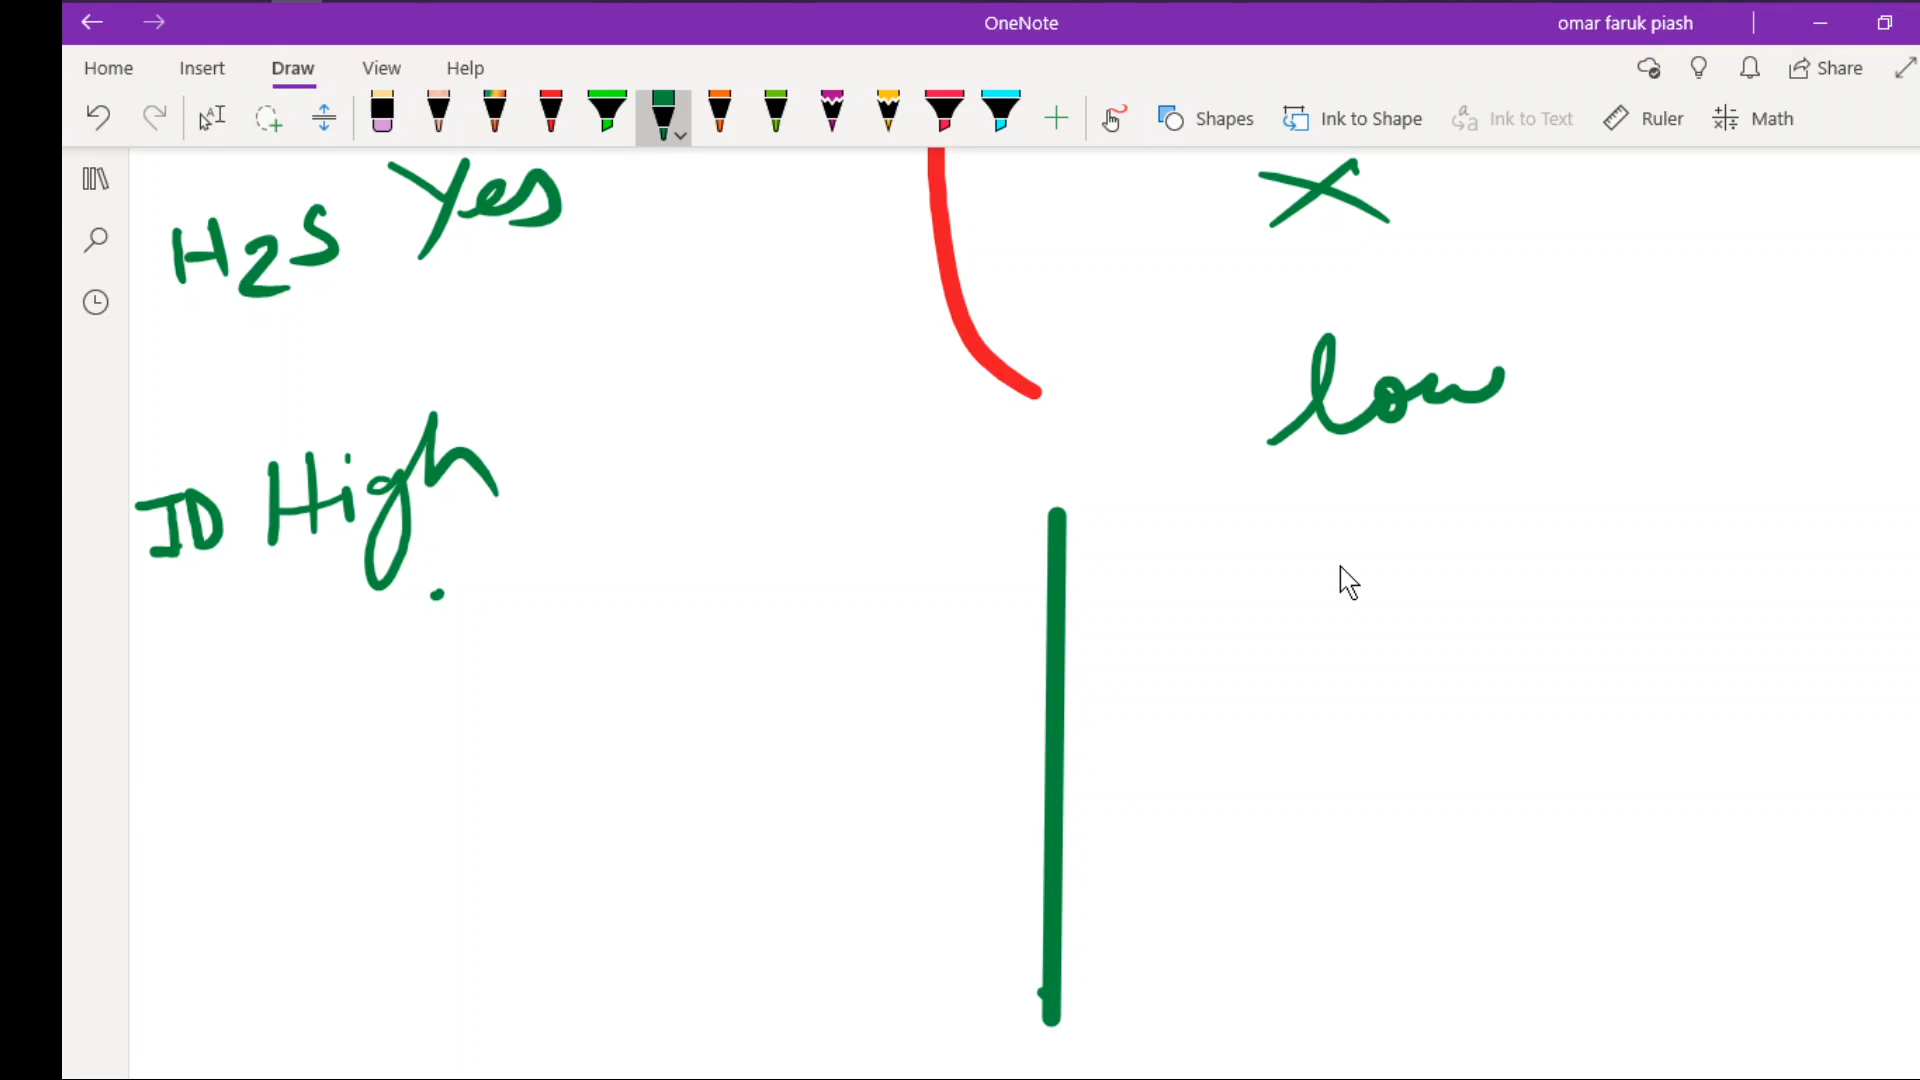 OneNote
omar faruk piash
Home Insert Draw View Help
Share
Shapes Ink to Shape Ink to Text Ruler Math
H2S Yes X
low
ID High